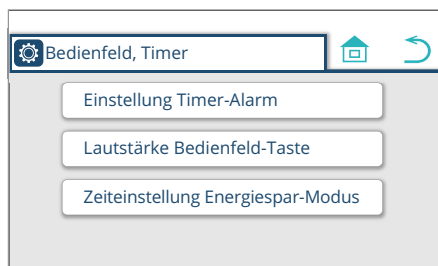 Bedienfeld, Timer
Einstellung Timer-Alarm
Lautstärke Bedienfeld-Taste
Zeiteinstellung Energiespar-Modus